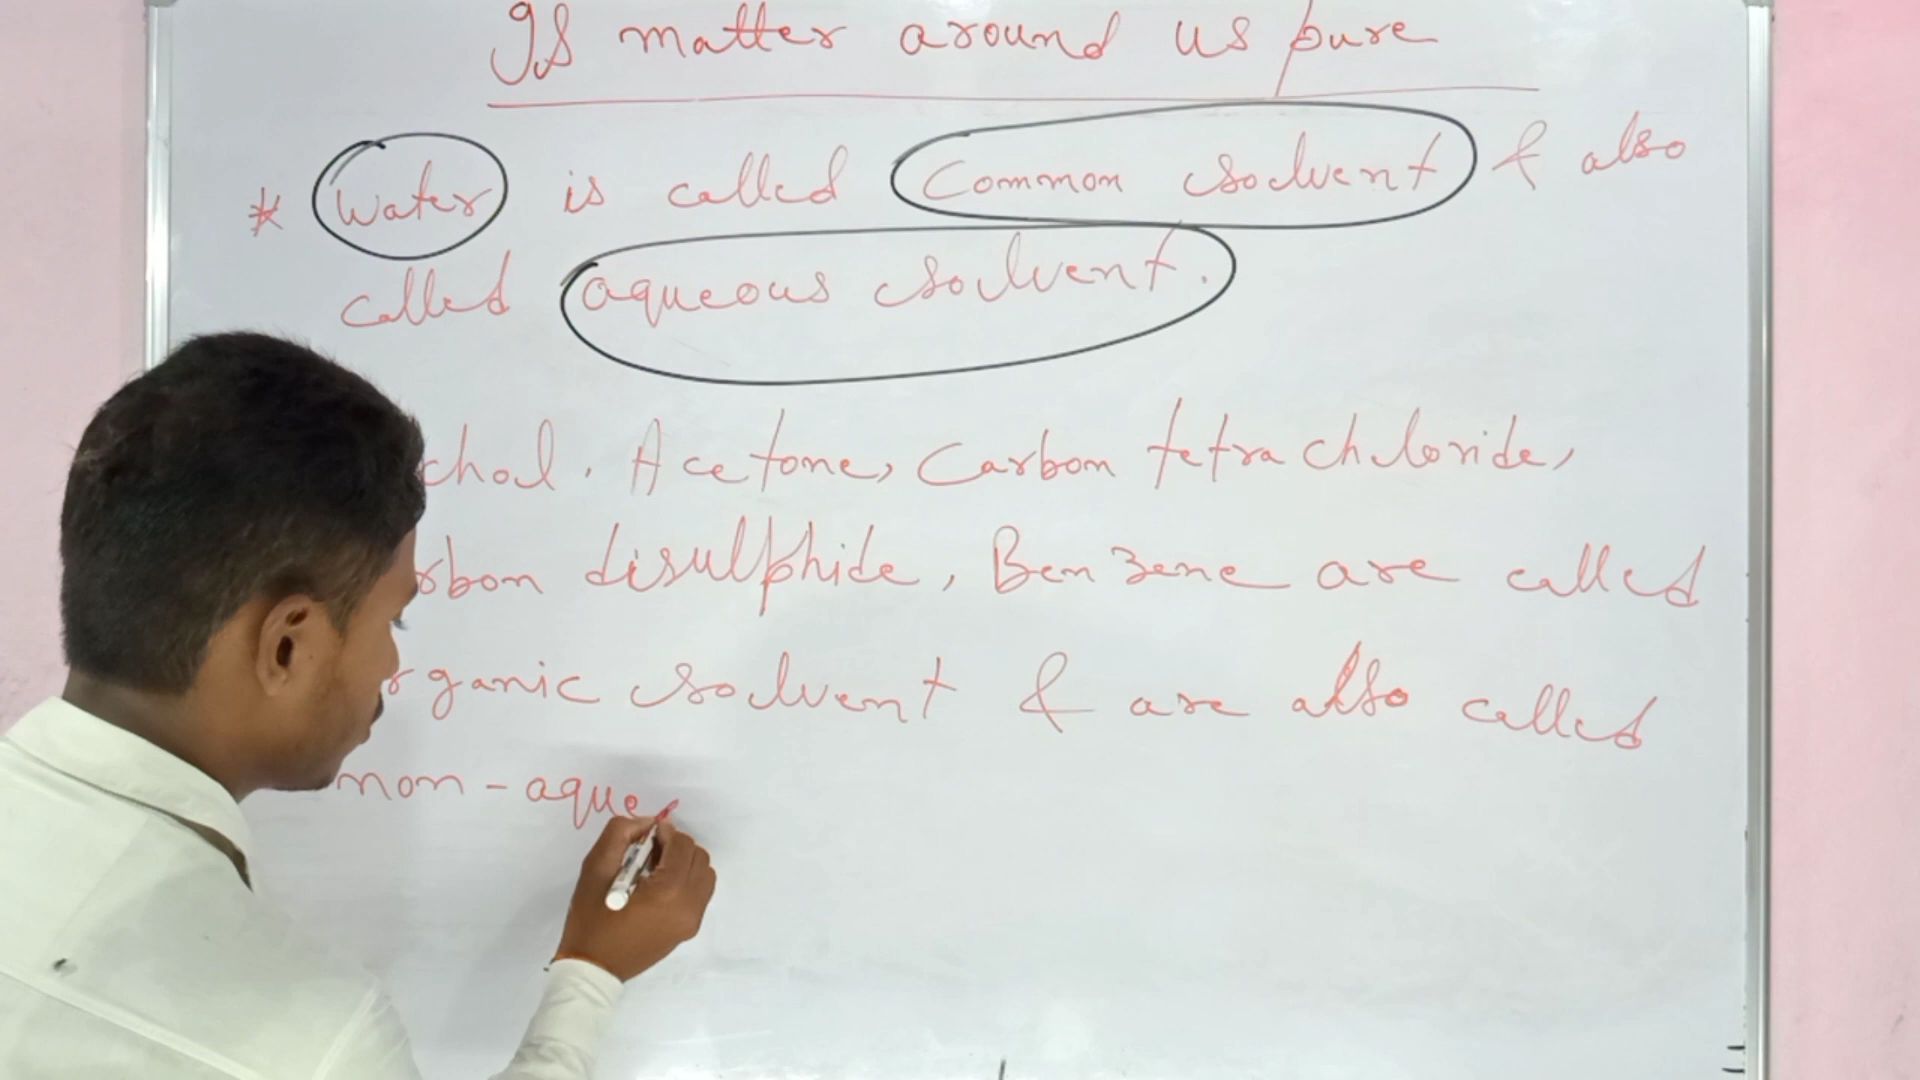 Is matter around us pure
* Water is called Common solvent & also
called aqueous solvent.
chol, Acetone, Carbon tetrachloride,
rbon disulphide, Benzene are called
rganic solvent & are also called
non-aque